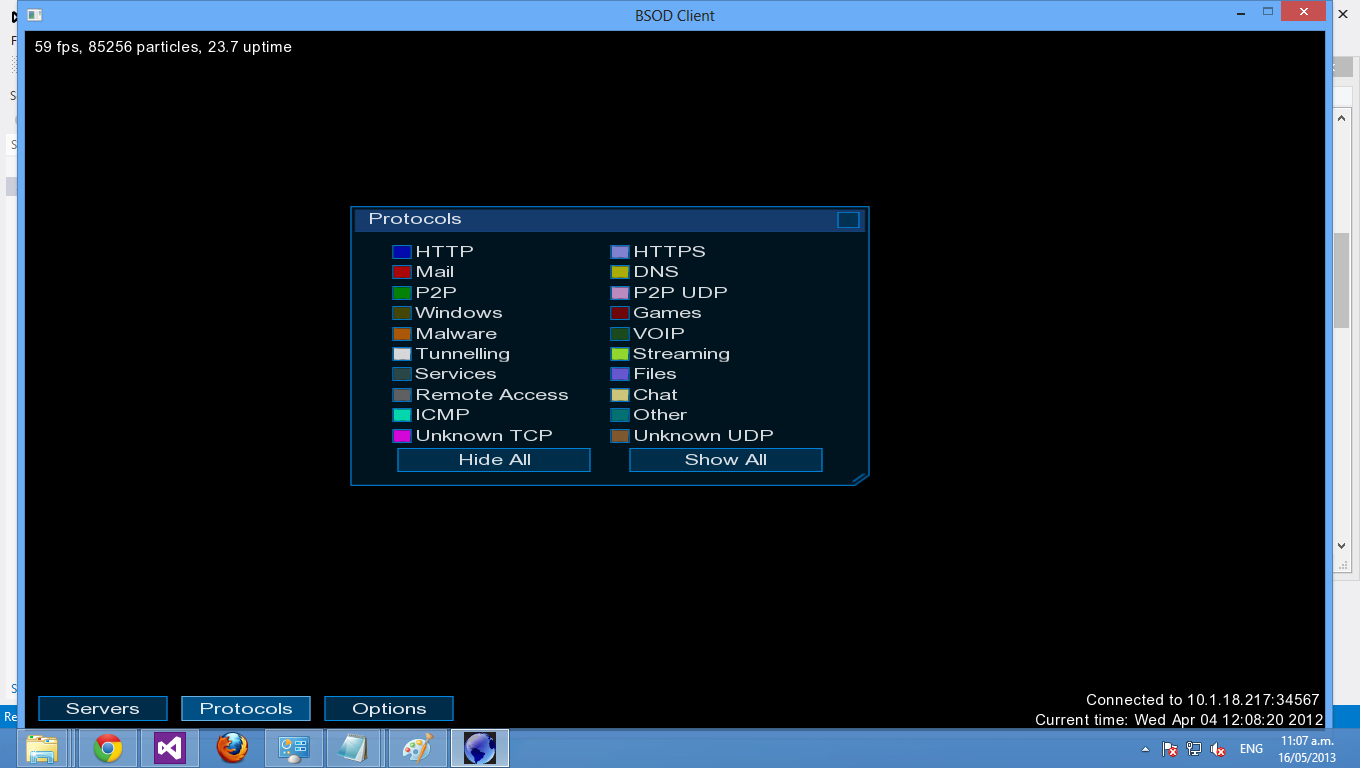 BSOD Client
59 fps, 85256 particles, 23.7 uptime
Protocols
HTTP HTTPS
Mail DNS
P2P P2P UDP
Windows Games
Malware VOIP
Tunnelling Streaming
Services Files
Remote Access Chat
ICMP Other
Unknown TCP Unknown UDP
Hide All Show All
Servers Protocols Options
Connected to 10.1.18.217:34567
Current time: Wed Apr 04 12:08:20 2012
ENG
11:07 a.m.
16/05/2013